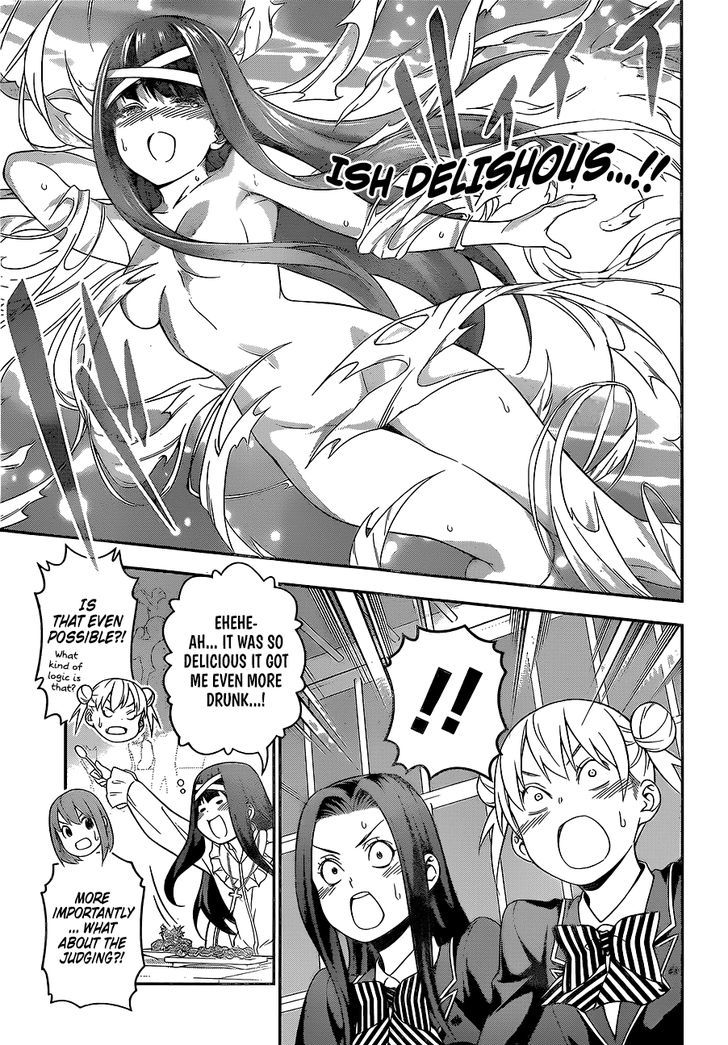 ISH DELISHOUS...!!
!!
EHEHE-
AH... IT WAS SO
DELICIOUS IT GOT
ME EVEN MORE
DRUNK...!
IS
THAT EVEN
POSSIBLE?!
What
kind of
logic is
that?
MORE
IMPORTANTLY
... WHAT
ABOUT THE
JUDGING?!